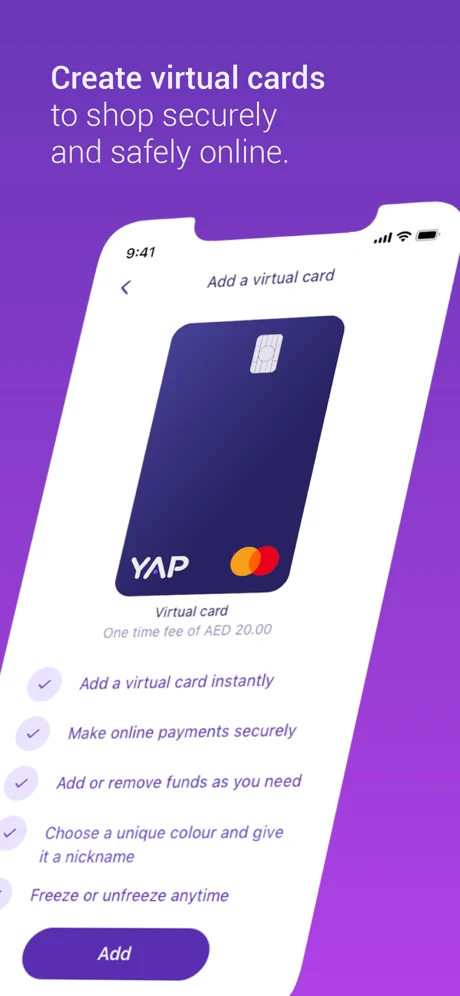 Create virtual cards
to shop securely
and safely online.
9:41
Add a virtual card
YAP
Virtual card
One time fee of AED 20.00
Add a virtual card instantly
Make online payments securely
Add or remove funds as you need
Choose a unique colour and give
it a nickname
Freeze or unfreeze anytime
Add